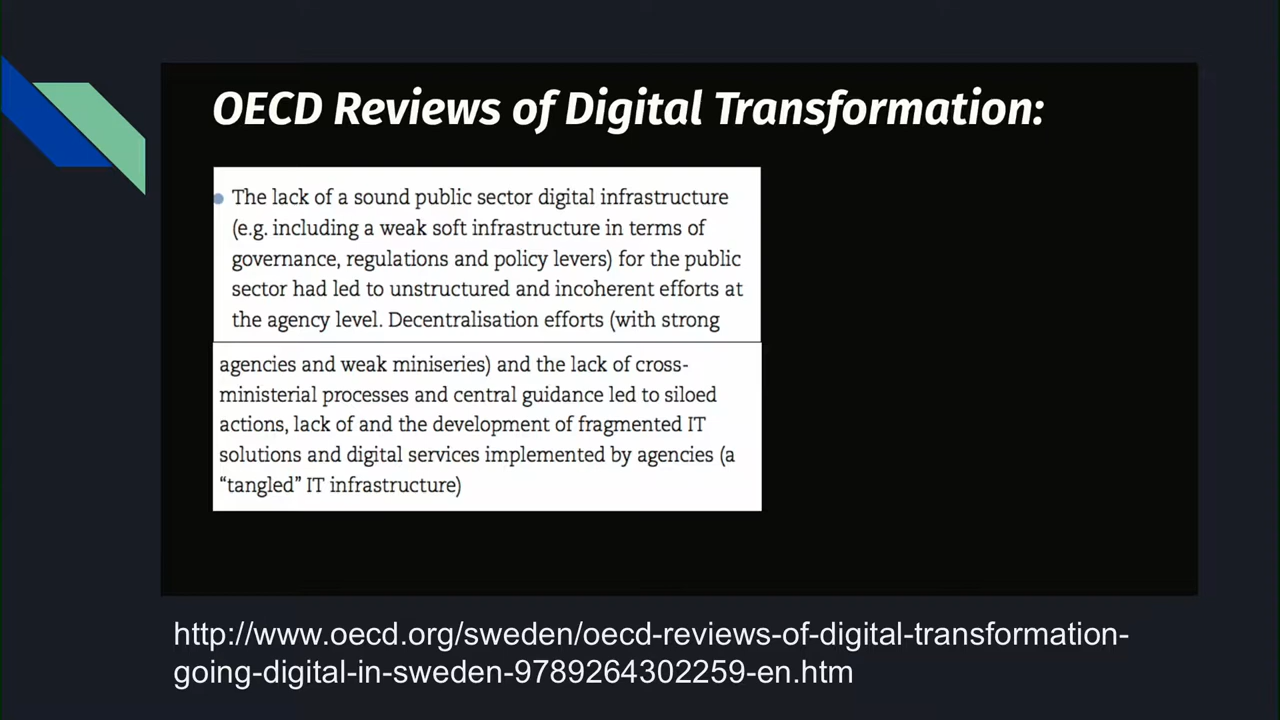 OECD Reviews of Digital Transformation:
The lack of a sound public sector digital infrastructure
(e.g. including a weak soft infrastructure in terms of
governance, regulations and policy levers) for the public
sector had led to unstructured and incoherent efforts at
the agency level. Decentralisation efforts (with strong
agencies and weak miniseries) and the lack of cross-
ministerial processes and central guidance led to siloed
actions, lack of and the development of fragmented IT
solutions and digital services implemented by agencies (a
“tangled” IT infrastructure)
http://www.oecd.org/sweden/oecd-reviews-of-digital-transformation-
going-digital-in-sweden-9789264302259-en.htm